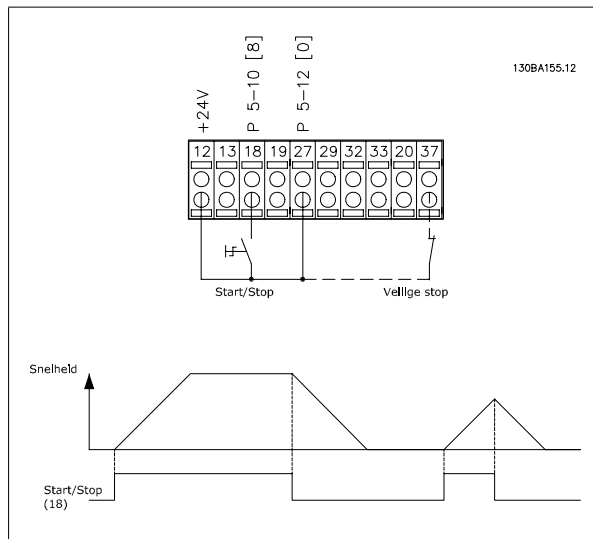 130BA155.12
+24V
P 5-10 [8]
P 5-12 [0]
12 13 18 19 27 29 32 33 20 37
Start/Stop
Veilige stop
Snelheid
Start/Stop
(18)